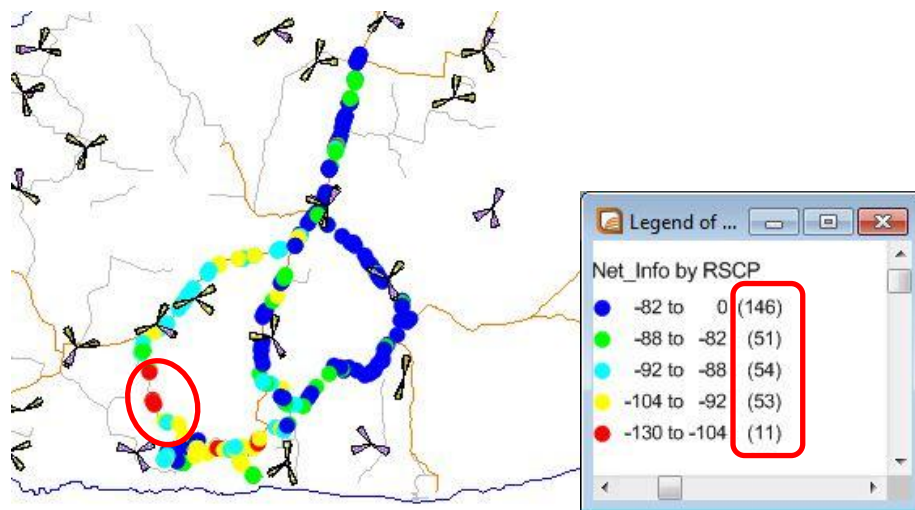 Legend of ...
Net_Info by RSCP
-82 to 0 (146)
-88 to -82 (51)
-92 to -88 (54)
-104 to -92 (53)
-130 to -104 (11)